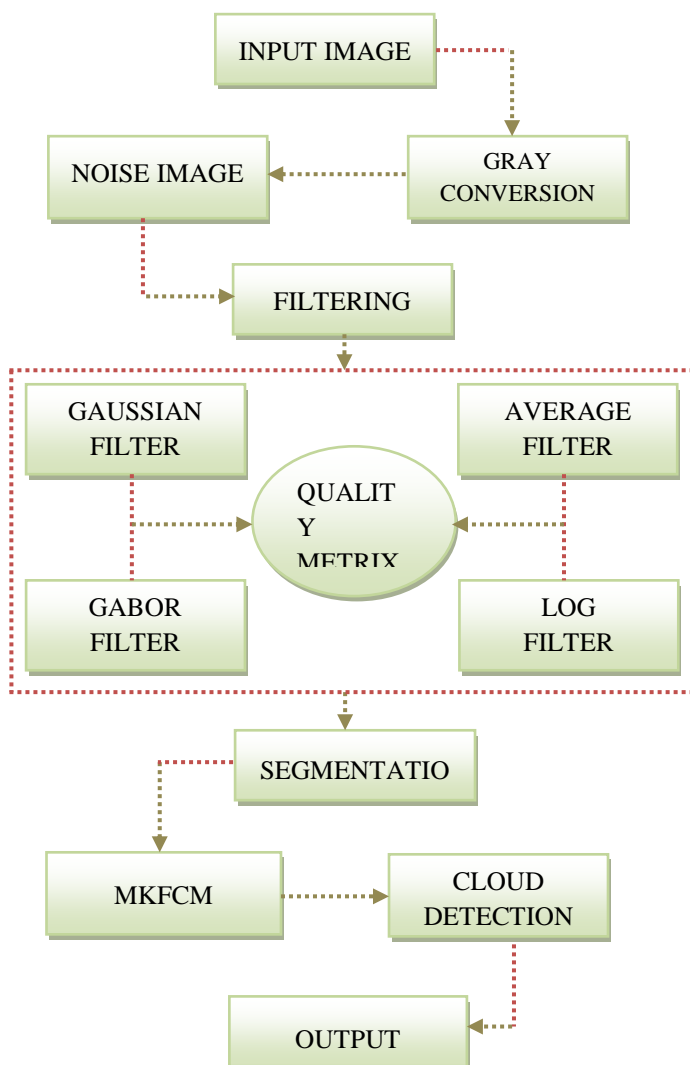 INPUT IMAGE
GRAY
CONVERSION
NOISE IMAGE
FILTERING
GAUSSIAN
FILTER
AVERAGE
FILTER
QUALIT
Y
METRIX
GABOR
FILTER
LOG
FILTER
SEGMENTATIO
MKFCM
CLOUD
DETECTION
OUTPUT